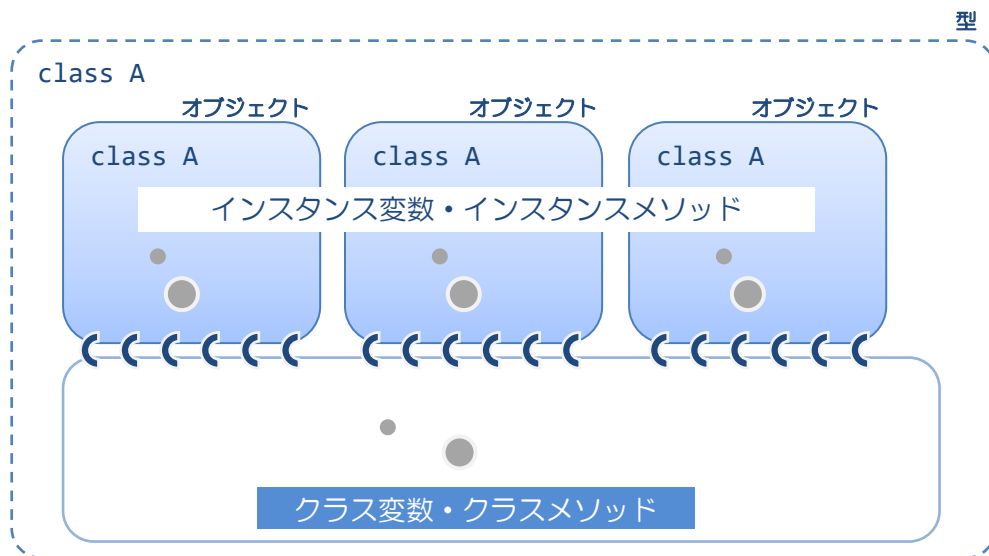 型
class A
オブジェクト オブジェクト オブジェクト
class A class A class A
インスタンス変数・インスタンスメソッド
クラス変数・クラスメソッド